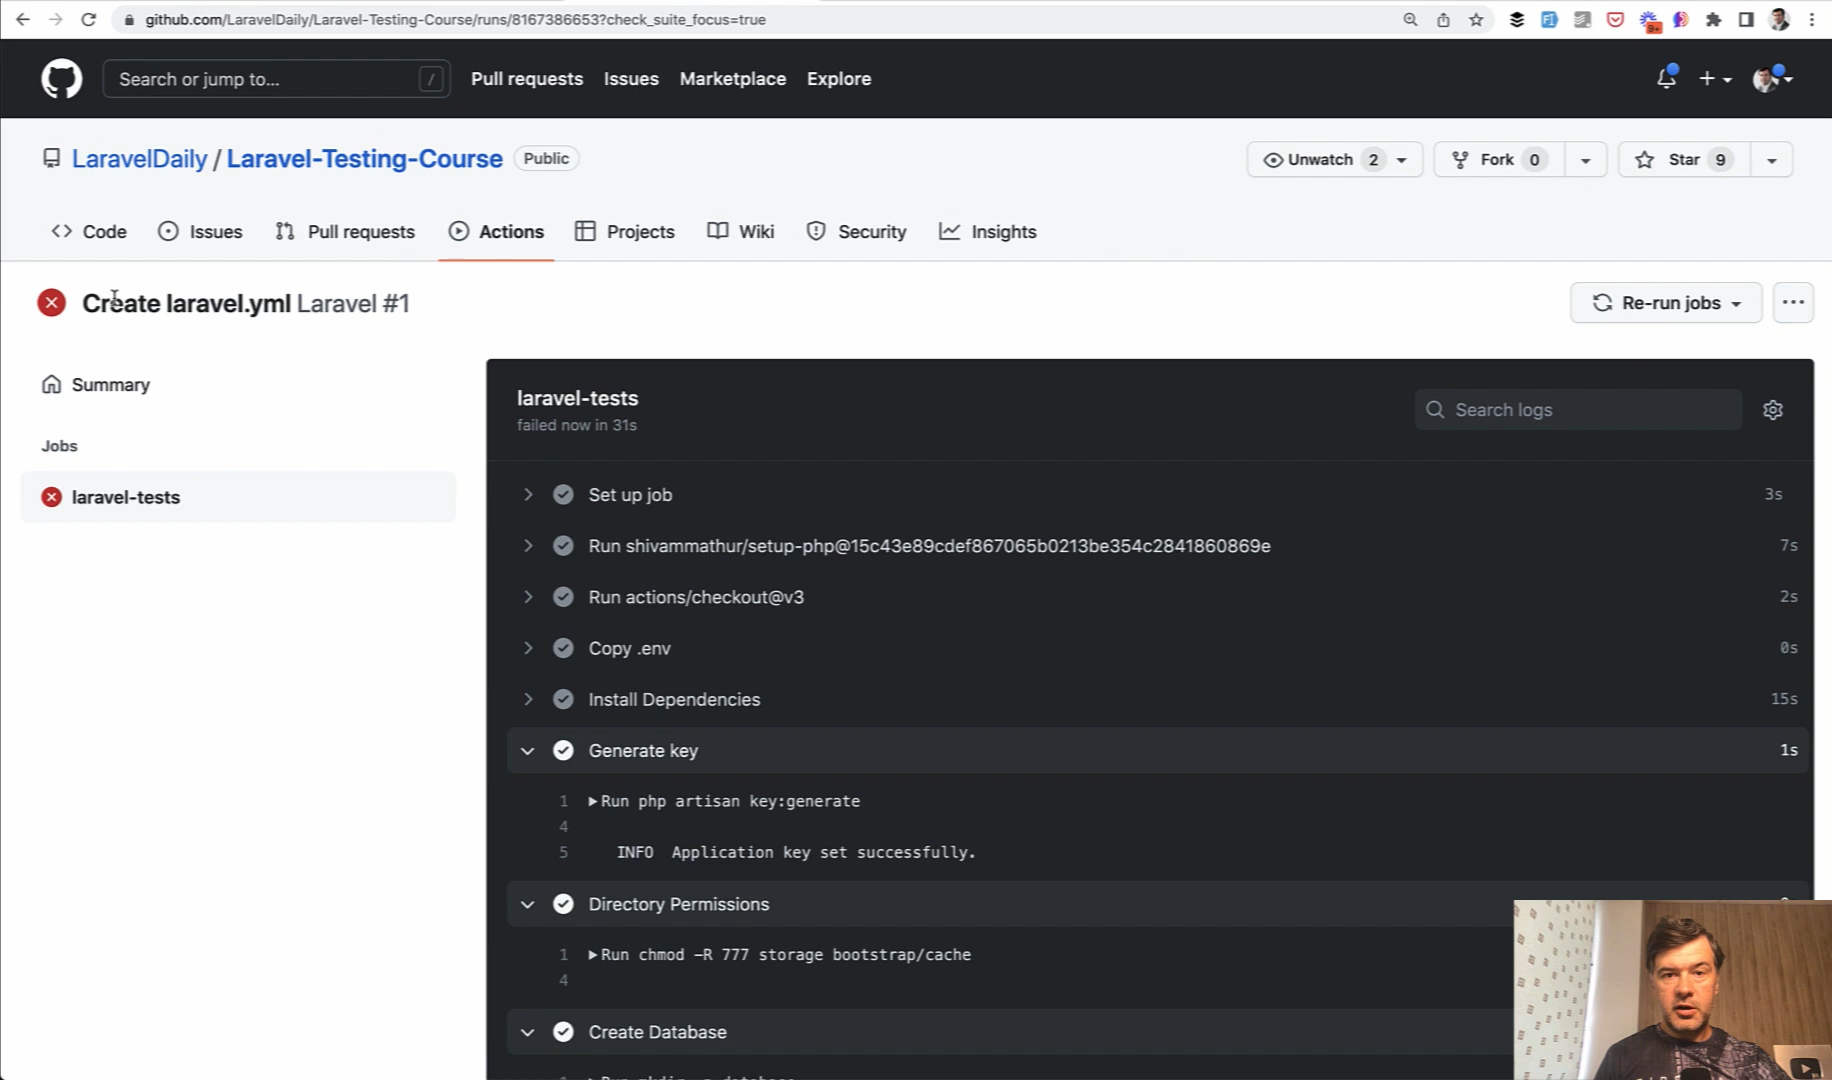 github.com/LaravelDaily/Laravel-Testing-Course/runs/8167386653?check_suite_focus=true
9+
Search or jump to...
/
Pull requests
Issues
Marketplace
Explore
LaravelDaily / Laravel-Testing-Course
Public
Unwatch 2
Fork 0
Star 9
Code
Issues
Pull requests
Actions
Projects
Wiki
Security
Insights
Create laravel.yml Laravel #1
Re-run jobs
Summary
Jobs
laravel-tests
laravel-tests
failed now in 31s
Search logs
Set up job 3s
Run shivammathur/setup-php@15c43e89cdef867065b0213be354c2841860869e 7s
Run actions/checkout@v3 2s
Copy .env 0s
Install Dependencies 15s
Generate key 1s
1 Run php artisan key:generate
4
5 INFO Application key set successfully.
Directory Permissions
1 Run chmod -R 777 storage bootstrap/cache
4
Create Database